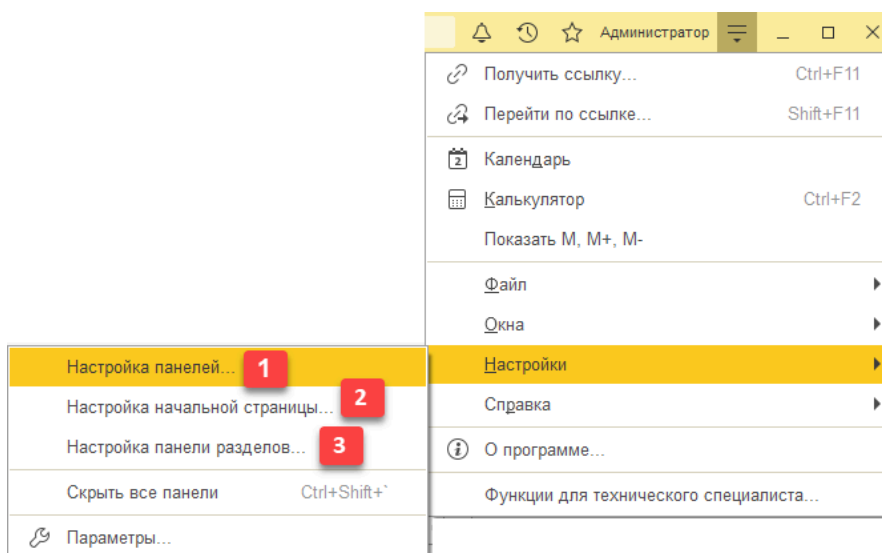 Администратор
Получить ссылку... Ctrl+F11
Перейти по ссылке... Shift+F11
2 Календарь
Калькулятор Ctrl+F2
Показать M, M+, M-
Файл
Окна
Настройки
Справка
О программе...
Функции для технического специалиста...
Настройка панелей... 1
Настройка начальной страницы... 2
Настройка панели разделов... 3
Скрыть все панели Ctrl+Shift+`
Параметры...